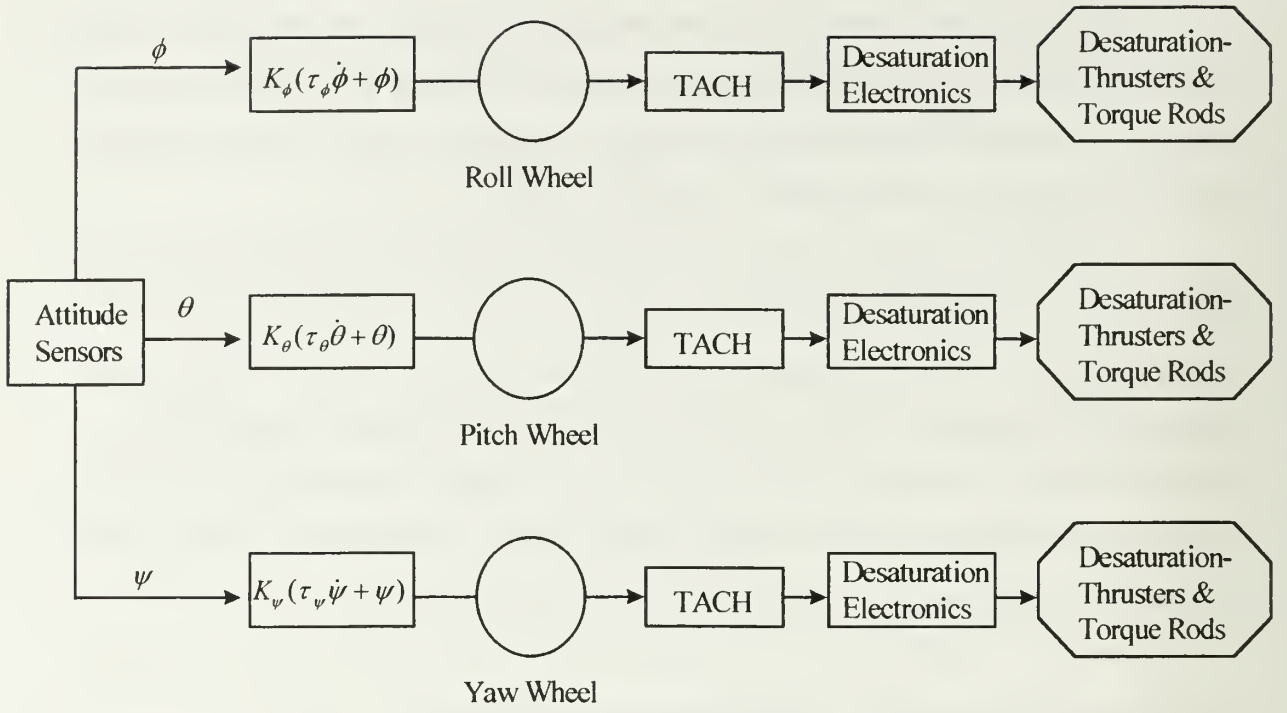 ϕ
K_ϕ(τ_ϕϕ̇ + ϕ)
TACH
Desaturation
Electronics
Desaturation-
Thrusters &
Torque Rods
Roll Wheel
Attitude
Sensors
θ
K_θ(τ_θθ̇ + θ)
TACH
Desaturation
Electronics
Desaturation-
Thrusters &
Torque Rods
Pitch Wheel
ψ
K_ψ(τ_ψψ̇ + ψ)
TACH
Desaturation
Electronics
Desaturation-
Thrusters &
Torque Rods
Yaw Wheel